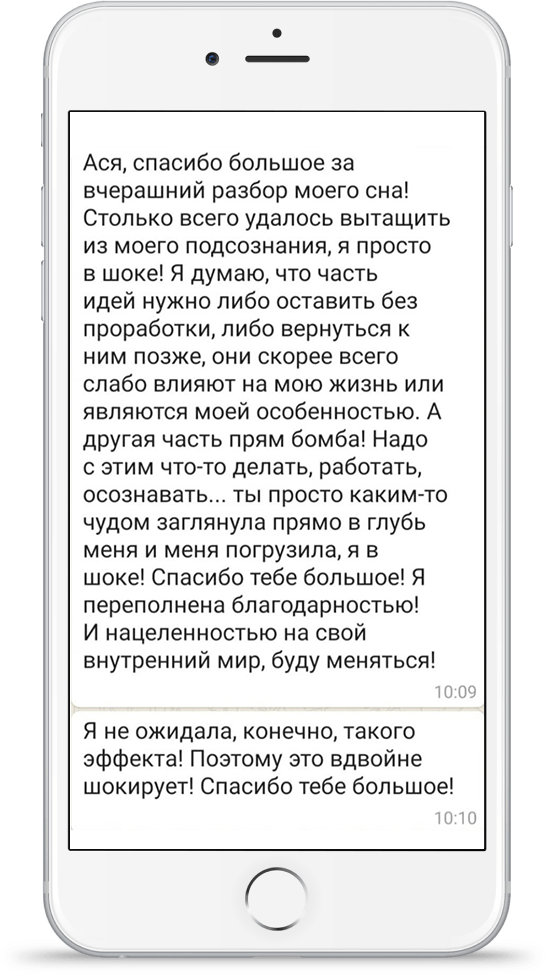 Ася, спасибо большое за
вчерашний разбор моего сна!
Столько всего удалось вытащить
из моего подсознания, я просто
в шоке! Я думаю, что часть
идей нужно либо оставить без
проработки, либо вернуться к
ним позже, они скорее всего
слабо влияют на мою жизнь или
являются моей особенностью. А
другая часть прям бомба! Надо
с этим что-то делать, работать,
осознавать... ты просто каким-то
чудом заглянула прямо в глубь
меня и меня погрузила, я в
шоке! Спасибо тебе большое! Я
переполнена благодарностью!
И нацеленностью на свой
внутренний мир, буду меняться!
10:09
Я не ожидала, конечно, такого
эффекта! Поэтому это вдвойне
шокирует! Спасибо тебе большое!
10:10